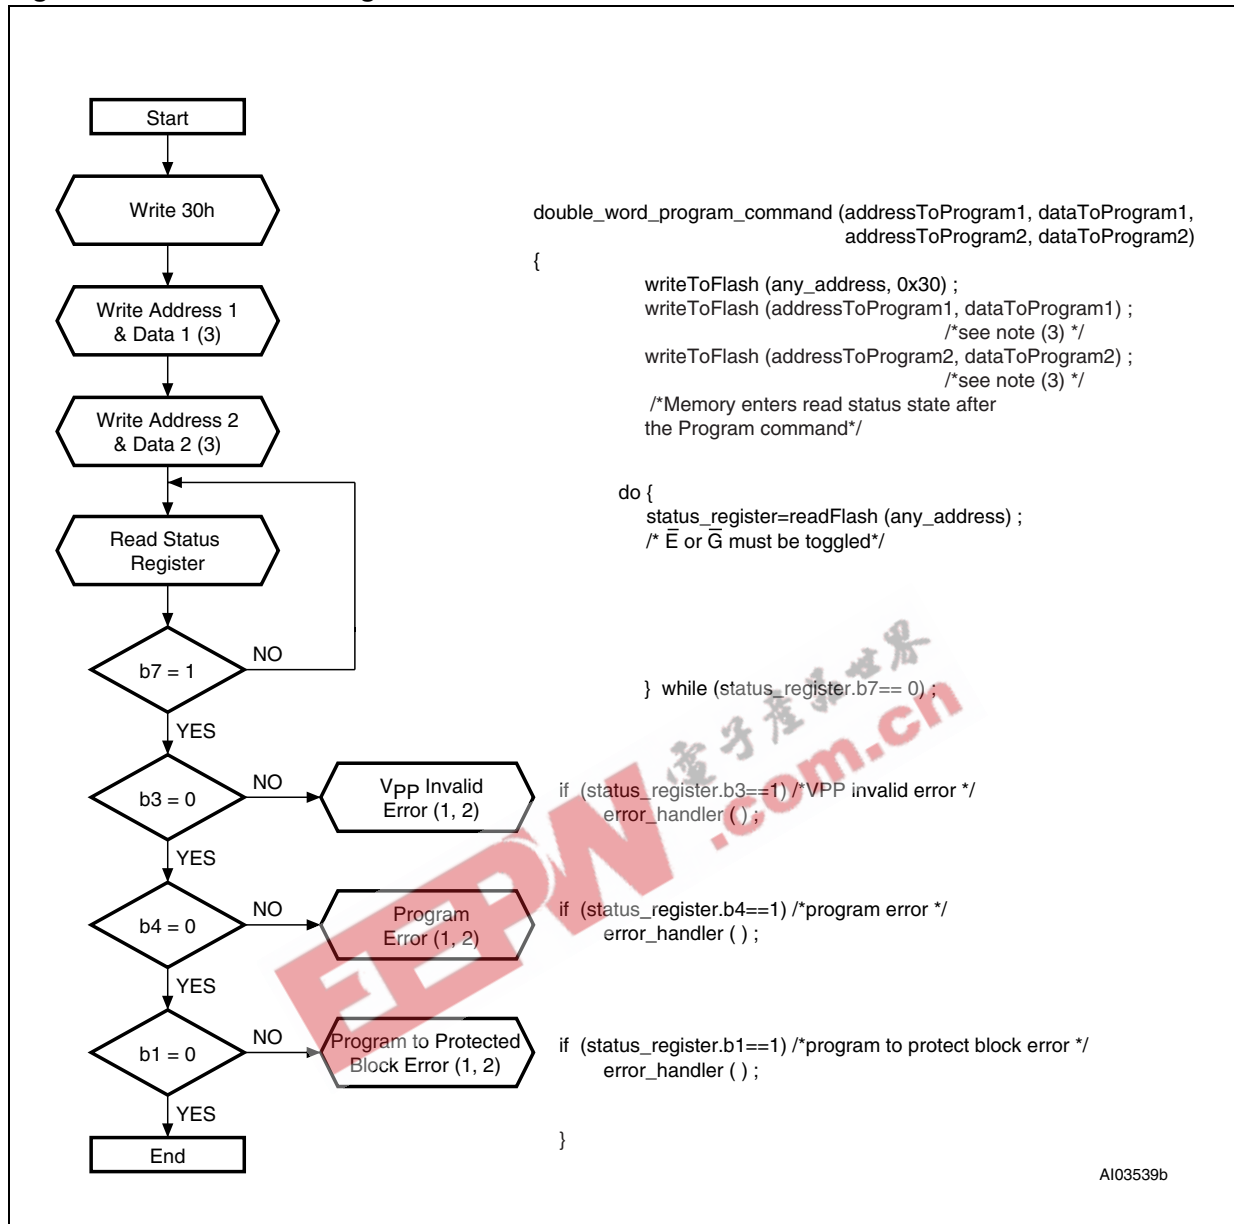 Start
Write 30h
Write Address 1
& Data 1 (3)
Write Address 2
& Data 2 (3)
Read Status
Register
b7 = 1
NO
YES
b3 = 0
NO
VPP Invalid
Error (1, 2)
YES
b4 = 0
NO
Program
Error (1, 2)
YES
b1 = 0
NO
Program to Protected
Block Error (1, 2)
YES
End
double_word_program_command (addressToProgram1, dataToProgram1,
addressToProgram2, dataToProgram2)
{
writeToFlash (any_address, 0x30) ;
writeToFlash (addressToProgram1, dataToProgram1) ;
/*see note (3) */
writeToFlash (addressToProgram2, dataToProgram2) ;
/*see note (3) */
/*Memory enters read status state after
the Program command*/
do {
status_register=readFlash (any_address) ;
/* E̅ or G̅ must be toggled*/
} while (status_register.b7== 0) ;
if (status_register.b3==1) /*VPP invalid error */
error_handler ( ) ;
if (status_register.b4==1) /*program error */
error_handler ( ) ;
if (status_register.b1==1) /*program to protect block error */
error_handler ( ) ;
}
AI03539b
EEPW
.com.cn
電子產品世界